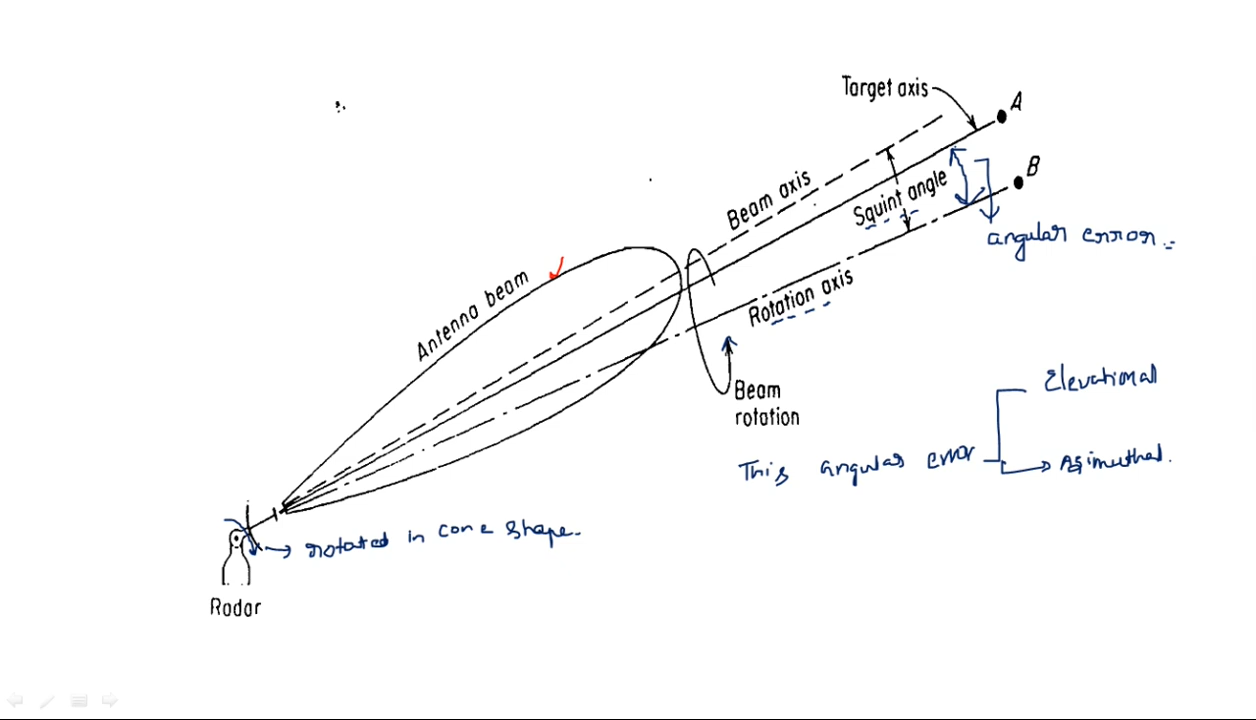 Target axis
A
B
Beam axis
Squint angle
angular error
Antenna beam
Rotation axis
Beam
rotation
Elevational
This angular error
Azimuthal.
rotated in cone shape.
Radar